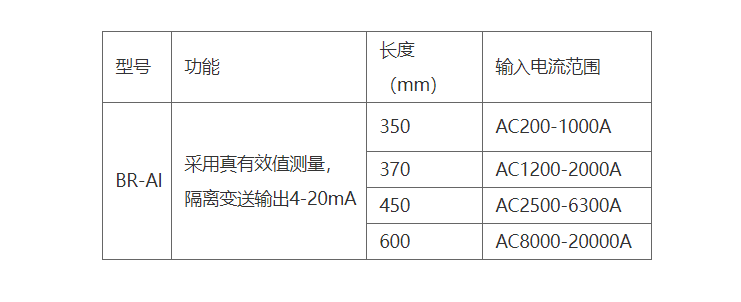 型号 功能 长度（mm） 输入电流范围
BR-AI 采用真有效值测量，隔离变送输出4-20mA 350 AC200-1000A
370 AC1200-2000A
450 AC2500-6300A
600 AC8000-20000A